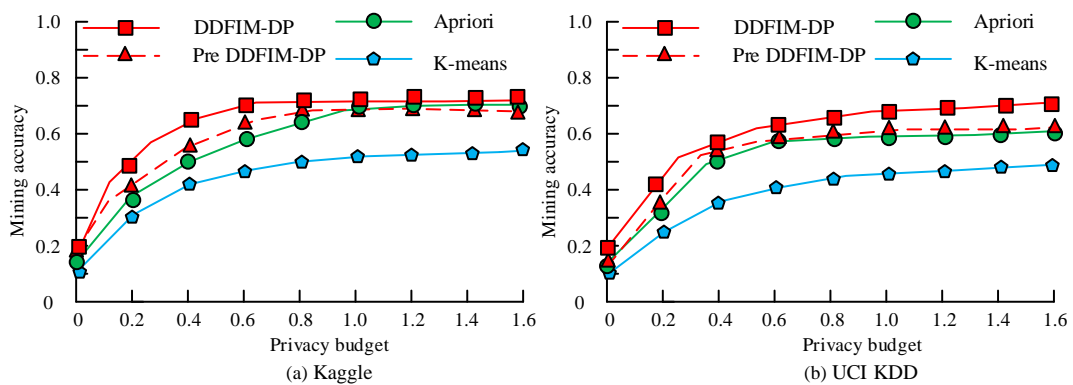 DDFIM-DP
Pre DDFIM-DP
Apriori
K-means
Mining accuracy
1.0
0.8
0.6
0.4
0.2
0
0 0.2 0.4 0.6 0.8 1.0 1.2 1.4 1.6
Privacy budget
(a) Kaggle
DDFIM-DP
Pre DDFIM-DP
Apriori
K-means
Mining accuracy
1.0
0.8
0.6
0.4
0.2
0
0 0.2 0.4 0.6 0.8 1.0 1.2 1.4 1.6
Privacy budget
(b) UCI KDD